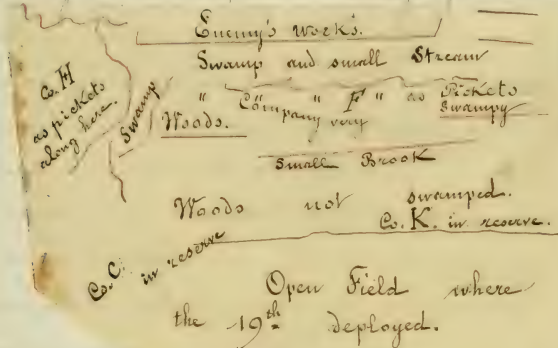 Enemy's works.
Swamp and small Stream
Co. H
as pickets
along here.
Swamp
" Company " F " as Pickets
Woods. very Swampy
Small Brook
Woods not swamped.
Co. K. in reserve.
Co. C. in reserve
Open Field where
the 19th deployed.